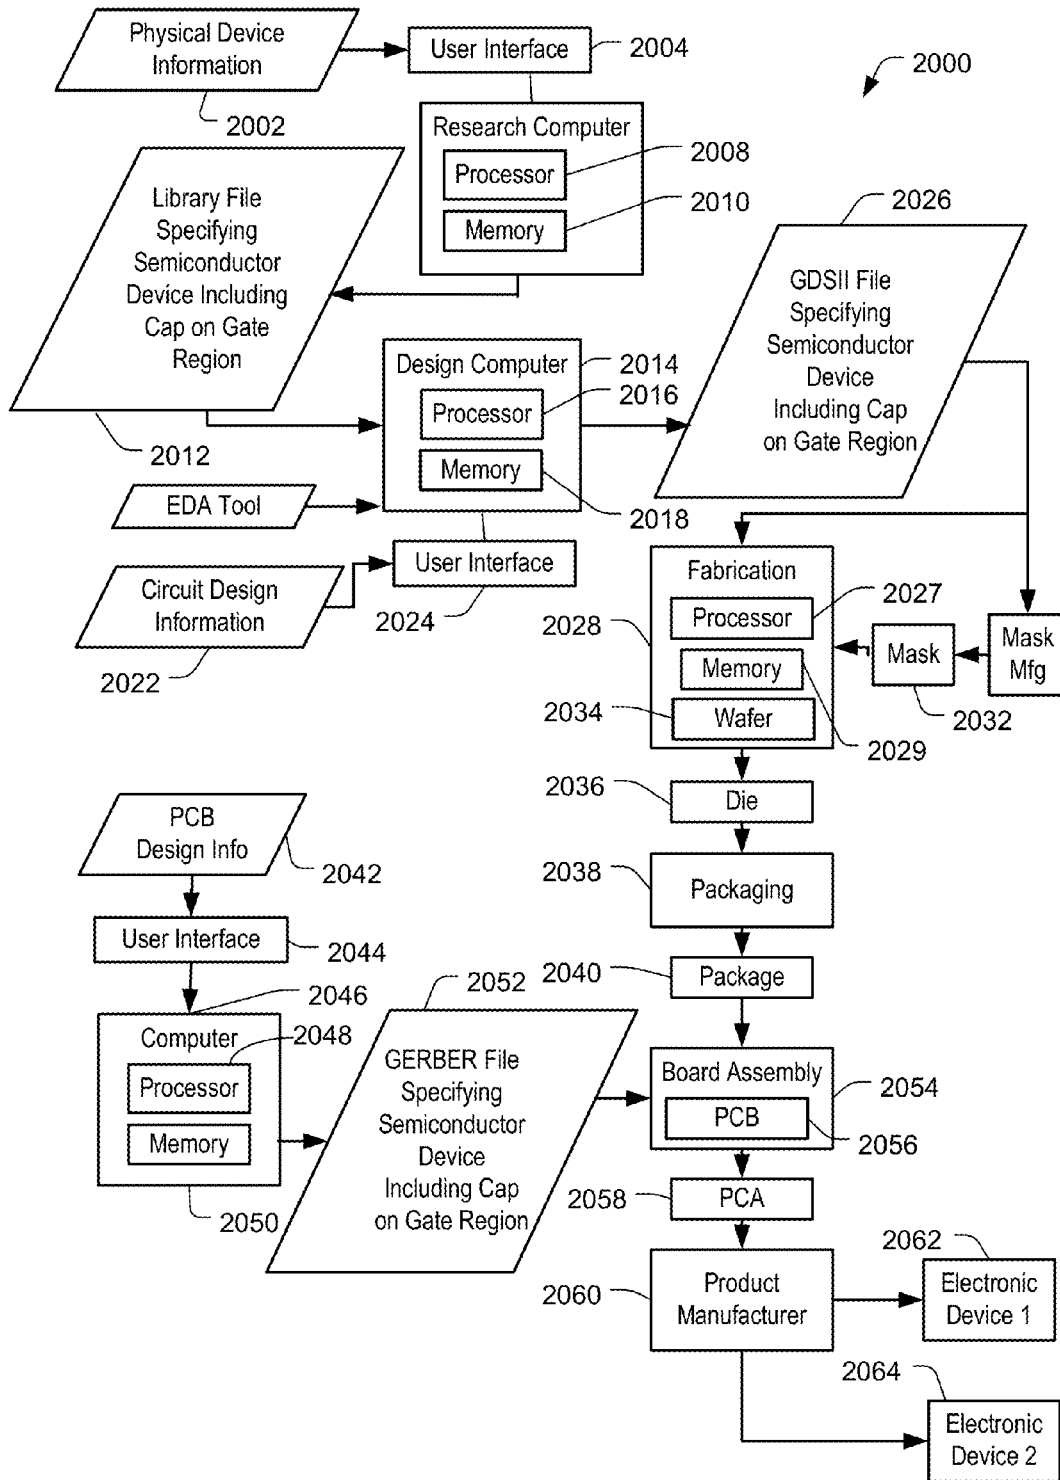 Physical Device
Information
2002
User Interface
2004
2000
Research Computer
Processor
2008
Memory
2010
Library File
Specifying
Semiconductor
Device Including
Cap on Gate
Region
2012
2026
GDSII File
Specifying
Semiconductor
Device
Including Cap
on Gate Region
Design Computer
2014
Processor
2016
Memory
2018
EDA Tool
User Interface
2024
Circuit Design
Information
2022
Fabrication
2028
Processor
2027
Memory
2029
2034
Wafer
Mask
2032
Mask
Mfg
2036
Die
2038
Packaging
2040
Package
PCB
Design Info
2042
User Interface
2044
2046
Computer
2048
Processor
Memory
2050
2052
GERBER File
Specifying
Semiconductor
Device
Including Cap
on Gate Region
Board Assembly
2054
PCB
2056
2058
PCA
2060
Product
Manufacturer
2062
Electronic
Device 1
2064
Electronic
Device 2